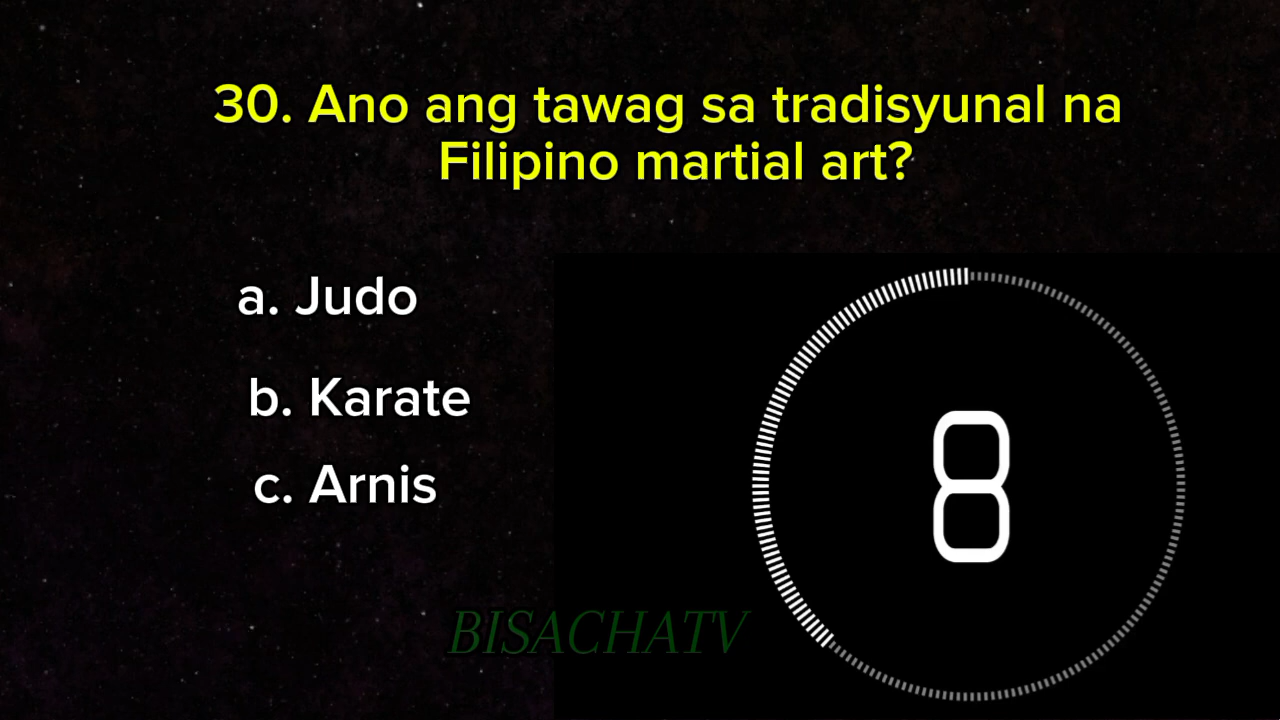 30. Ano ang tawag sa tradisyunal na
Filipino martial art?
a. Judo
b. Karate
c. Arnis
8
BISACHATV